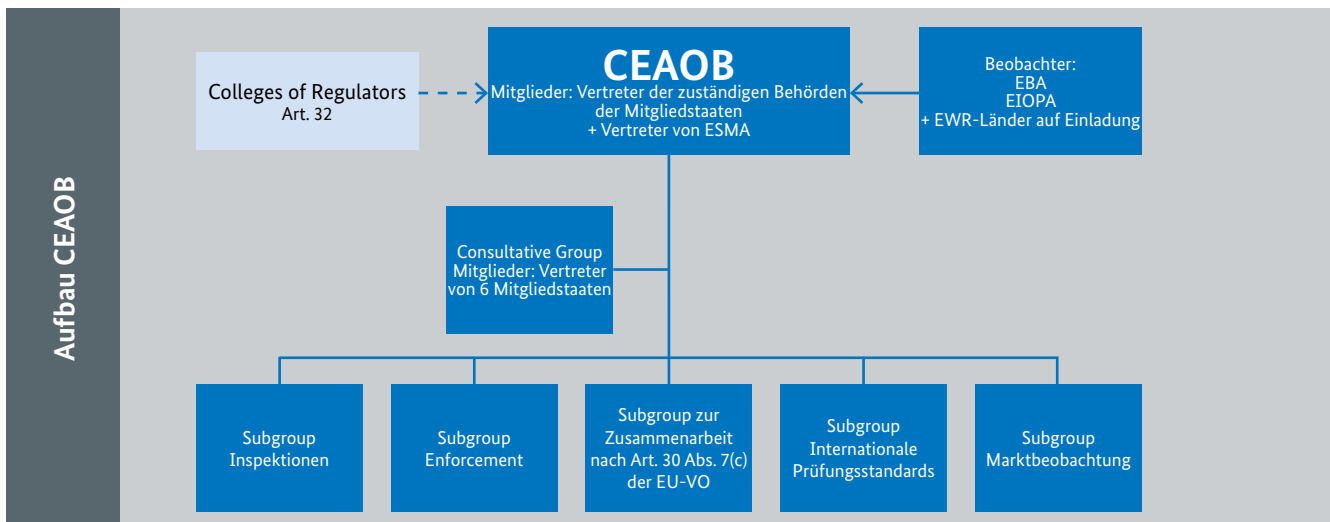 Aufbau CEAOB
Colleges of Regulators
Art. 32
CEAOB
Mitglieder: Vertreter der zuständigen Behörden
der Mitgliedstaaten
+ Vertreter von ESMA
Beobachter:
EBA
EIOPA
+ EWR-Länder auf Einladung
Consultative Group
Mitglieder: Vertreter
von 6 Mitgliedstaaten
Subgroup
Inspektionen
Subgroup
Enforcement
Subgroup zur
Zusammenarbeit
nach Art. 30 Abs. 7(c)
der EU-VO
Subgroup
Internationale
Prüfungsstandards
Subgroup
Marktbeobachtung